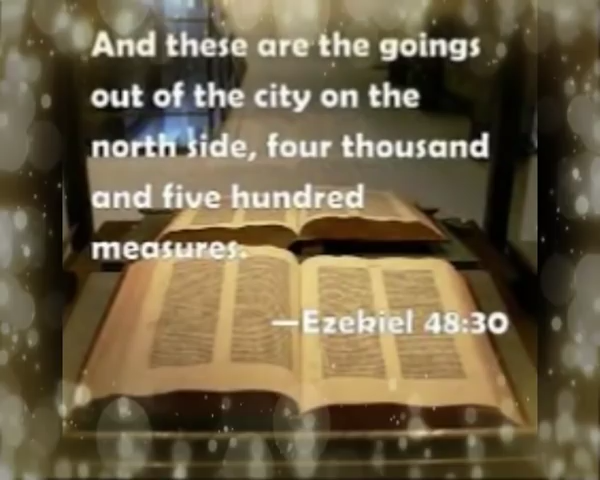 And these are the goings
out of the city on the
north side, four thousand
and five hundred
measures.
—Ezekiel 48:30